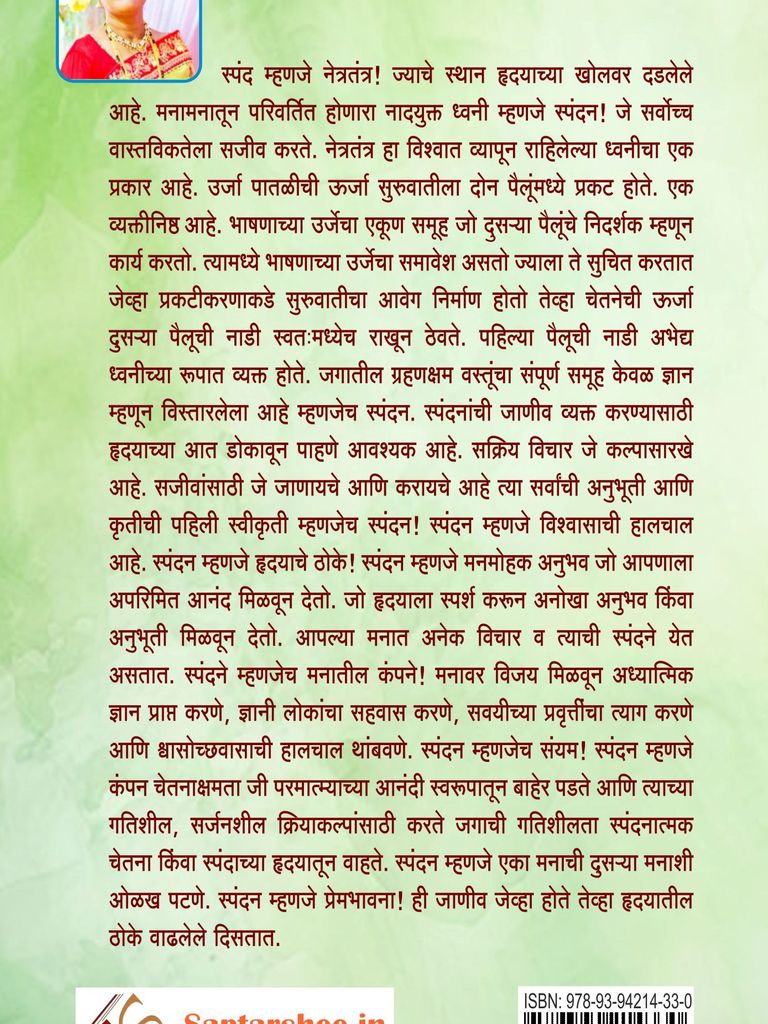 स्पंद म्हणजे नेत्रतंत्र! ज्याचे स्थान हृदयाच्या खोलवर दडलेले
आहे. मनामनातून परिवर्तित होणारा नादयुक्त ध्वनी म्हणजे स्पंदन! जे सर्वोच्च
वास्तविकतेला सजीव करते. नेत्रतंत्र हा विश्वात व्यापून राहिलेल्या ध्वनीचा एक
प्रकार आहे. उर्जा पातळीची ऊर्जा सुरुवातीला दोन पैलूंमध्ये प्रकट होते. एक
व्यक्तीनिष्ठ आहे. भाषणाच्या उर्जेचा एकूण समूह जो दुसऱ्या पैलूंचे निदर्शक म्हणून
कार्य करतो. त्यामध्ये भाषणाच्या उर्जेचा समावेश असतो ज्याला ते सुचित करतात
जेव्हा प्रकटीकरणाकडे सुरुवातीचा आवेग निर्माण होतो तेव्हा चेतनेची ऊर्जा
दुसऱ्या पैलूची नाडी स्वतःमध्येच राखून ठेवते. पहिल्या पैलूची नाडी अभेद्य
ध्वनीच्या रूपात व्यक्त होते. जगातील ग्रहणक्षम वस्तूंचा संपूर्ण समूह केवळ ज्ञान
म्हणून विस्तारलेला आहे म्हणजेच स्पंदन. स्पंदनांची जाणीव व्यक्त करण्यासाठी
हृदयाच्या आत डोकावून पाहणे आवश्यक आहे. सक्रिय विचार जे कल्पासारखे
आहे. सजीवांसाठी जे जाणायचे आणि करायचे आहे त्या सर्वांची अनुभूती आणि
कृतीची पहिली स्वीकृती म्हणजेच स्पंदन! स्पंदन म्हणजे विश्वासाची हालचाल
आहे. स्पंदन म्हणजे हृदयाचे ठोके! स्पंदन म्हणजे मनमोहक अनुभव जो आपणाला
अपरिमित आनंद मिळवून देतो. जो हृदयाला स्पर्श करून अनोखा अनुभव किंवा
अनुभूती मिळवून देतो. आपल्या मनात अनेक विचार व त्याची स्पंदने येत
असतात. स्पंदने म्हणजेच मनातील कंपने! मनावर विजय मिळवून अध्यात्मिक
ज्ञान प्राप्त करणे, ज्ञानी लोकांचा सहवास करणे, सवयीच्या प्रवृत्तींचा त्याग करणे
आणि श्वासोच्छवासाची हालचाल थांबवणे. स्पंदन म्हणजेच संयम! स्पंदन म्हणजे
कंपन चेतनाक्षमता जी परमात्म्याच्या आनंदी स्वरूपातून बाहेर पडते आणि त्याच्या
गतिशील, सर्जनशील क्रियाकल्पांसाठी करते जगाची गतिशीलता स्पंदनात्मक
चेतना किंवा स्पंदाच्या हृदयातून वाहते. स्पंदन म्हणजे एका मनाची दुसऱ्या मनाशी
ओळख पटणे. स्पंदन म्हणजे प्रेमभावना! ही जाणीव जेव्हा होते तेव्हा हृदयातील
ठोके वाढलेले दिसतात.
ISBN: 978-93-94214-33-0
Saptarshee.in